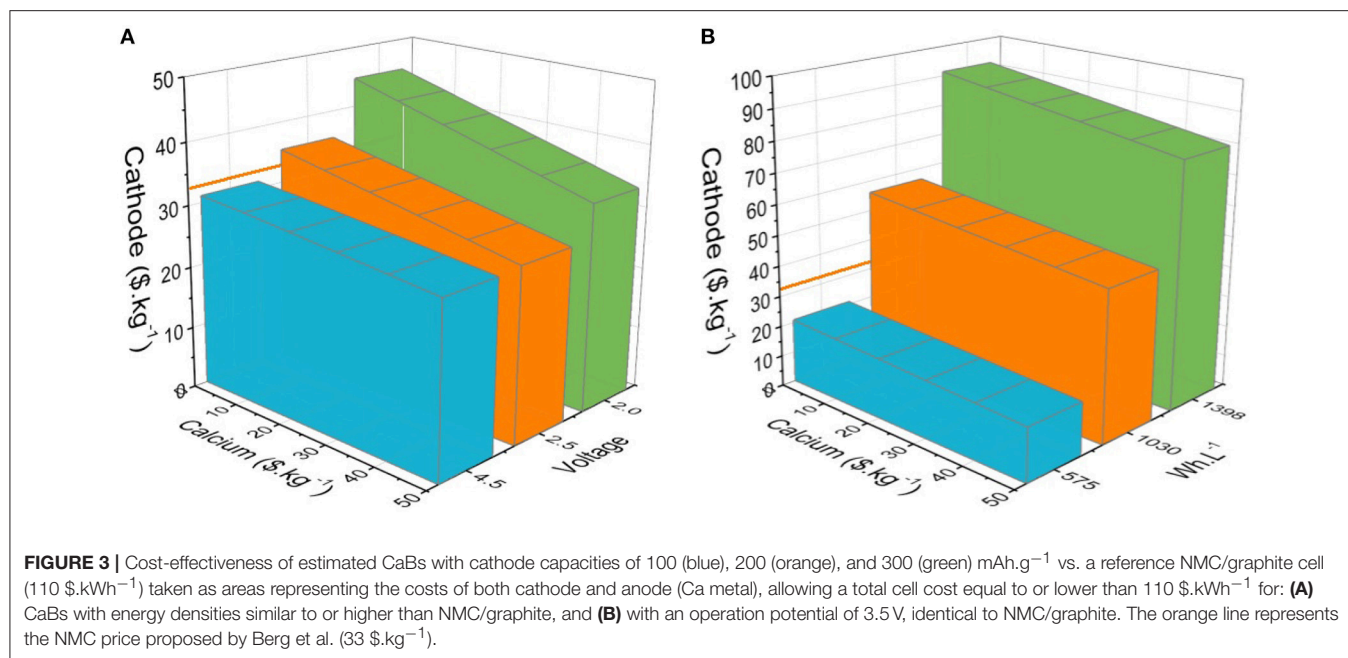 A
50
40
30
20
10
0
Cathode ($.kg⁻¹)
0
10
20
30
40
50
Calcium ($.kg⁻¹)
4.5
2.5
2.0
Voltage
B
100
90
80
70
60
50
40
30
20
10
0
Cathode ($.kg⁻¹)
0
10
20
30
40
50
Calcium ($.kg⁻¹)
575
1030
1398
Wh.L⁻¹
FIGURE 3 | Cost-effectiveness of estimated CaBs with cathode capacities of 100 (blue), 200 (orange), and 300 (green) mAh.g⁻¹ vs. a reference NMC/graphite cell
(110 $.kWh⁻¹) taken as areas representing the costs of both cathode and anode (Ca metal), allowing a total cell cost equal to or lower than 110 $.kWh⁻¹ for: (A)
CaBs with energy densities similar to or higher than NMC/graphite, and (B) with an operation potential of 3.5 V, identical to NMC/graphite. The orange line represents
the NMC price proposed by Berg et al. (33 $.kg⁻¹).